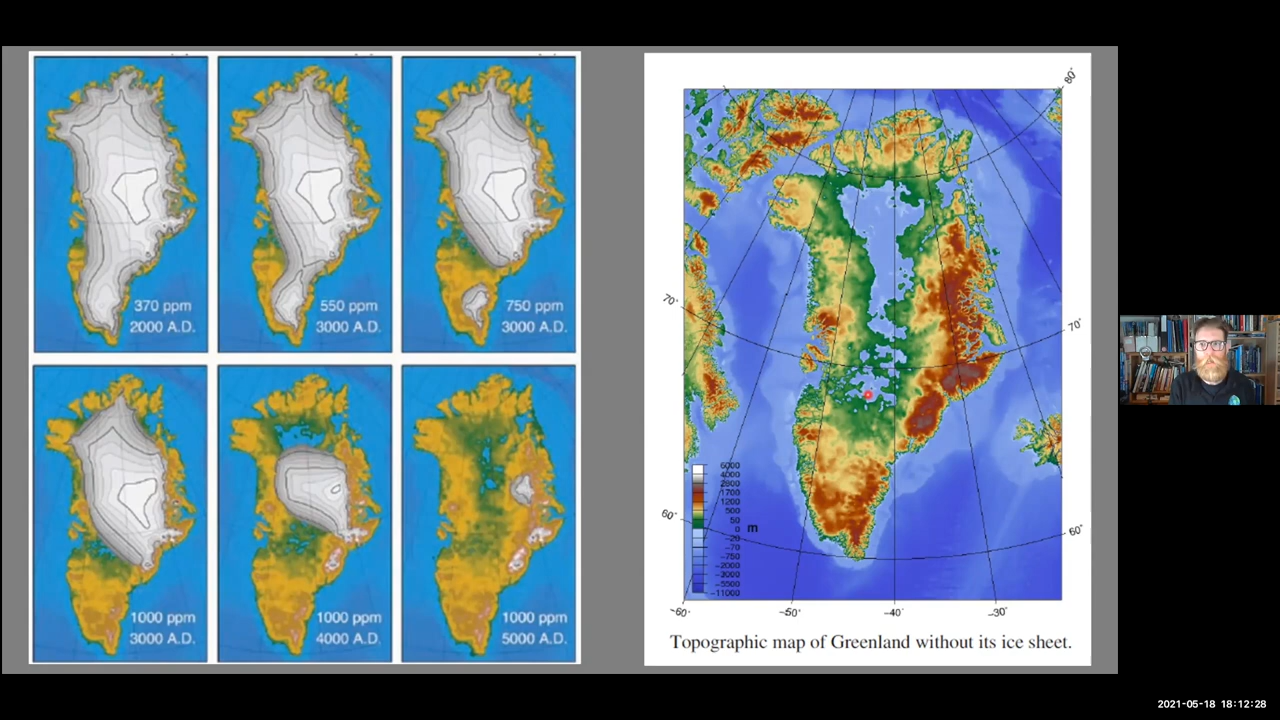 370 ppm
2000 A.D.
550 ppm
3000 A.D.
750 ppm
3000 A.D.
1000 ppm
3000 A.D.
1000 ppm
4000 A.D.
1000 ppm
5000 A.D.
80°
70°
70°
60°
60°
6000
4000
2800
1700
1200
500
50
0
-20
-70
-750
-2000
-3000
-5500
-11000
m
-60°
-50°
-40°
-30°
Topographic map of Greenland without its ice sheet.
2021-05-18 18:12:28